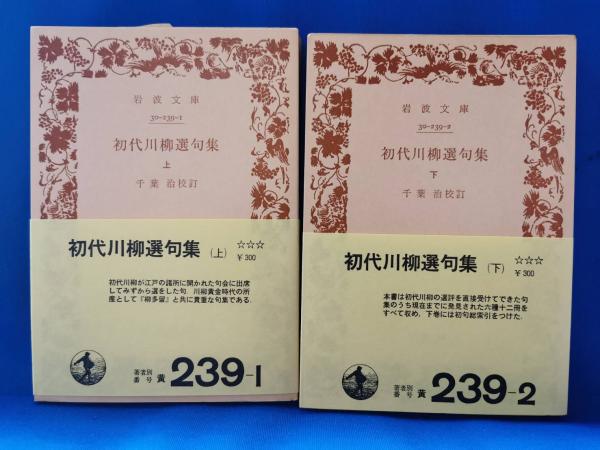 岩波文庫
30-239-1
初代川柳選句集
上
千葉 治校訂
初代川柳選句集 (上) ☆☆☆
￥300
初代川柳が江戸の諸所に開かれた句会に出席
してみずから選をした句．川柳黄金時代の所
産として『柳多留』と共に貴重な句集である．
著者別
番号 黄 239-1
岩波文庫
30-239-2
初代川柳選句集
下
千葉 治校訂
初代川柳選句集 (下) ☆☆☆
￥300
本書は初代川柳の選評を直接受けてできた句
集のうち現在までに発見された六種十二冊を
すべて収め，下巻には初句総索引をつけた．
著者別
番号 黄 239-2